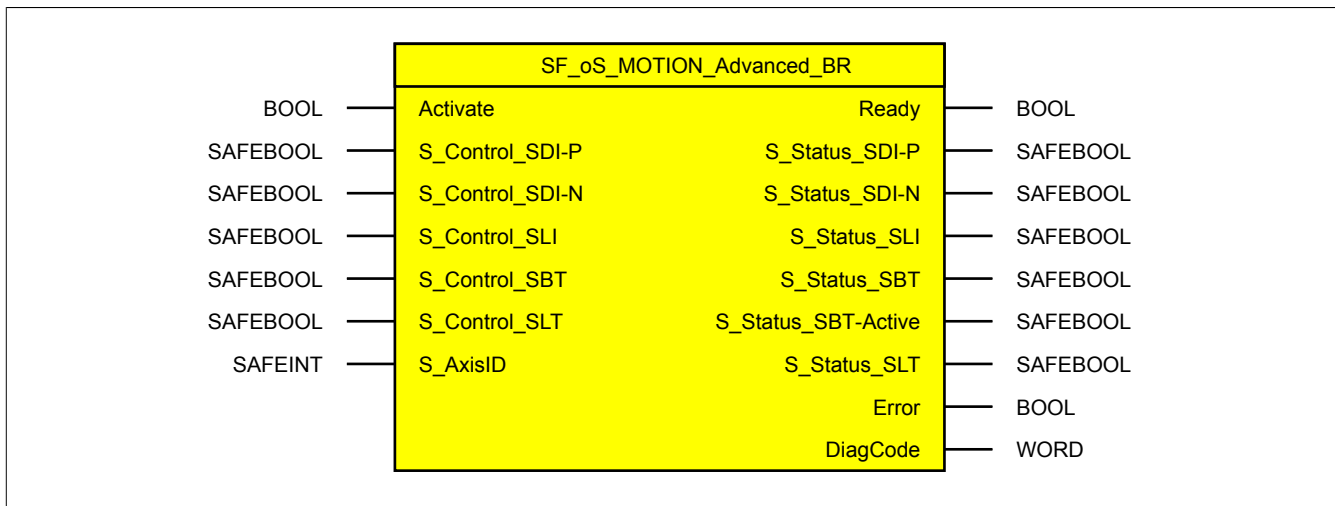 SF_oS_MOTION_Advanced_BR
BOOL Activate Ready BOOL
SAFEBOOL S_Control_SDI-P S_Status_SDI-P SAFEBOOL
SAFEBOOL S_Control_SDI-N S_Status_SDI-N SAFEBOOL
SAFEBOOL S_Control_SLI S_Status_SLI SAFEBOOL
SAFEBOOL S_Control_SBT S_Status_SBT SAFEBOOL
SAFEBOOL S_Control_SLT S_Status_SBT-Active SAFEBOOL
SAFEINT S_AxisID S_Status_SLT SAFEBOOL
Error BOOL
DiagCode WORD